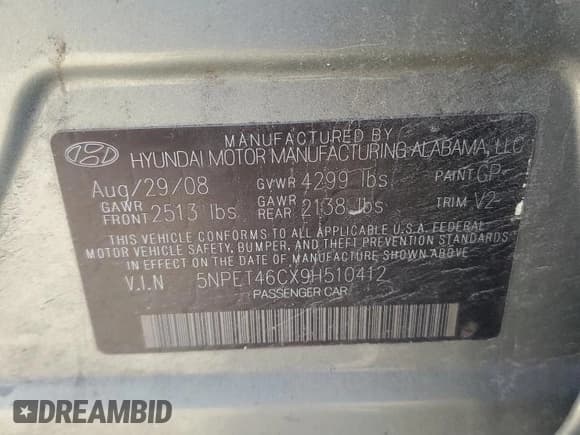 MANUFACTURED BY
HYUNDAI MOTOR MANUFACTURING ALABAMA, LLC
Aug/29/08 GVWR 4299 lbs PAINT GP
GAWR FRONT 2513 lbs GAWR REAR 2138 lbs TRIM V2-
THIS VEHICLE CONFORMS TO ALL APPLICABLE U.S FEDERAL
MOTOR VEHICLE SAFETY, BUMPER, AND THEFT PREVENTION STANDARDS
IN EFFECT ON THE DATE OF MANUFACTURE SHOWN ABOVE.
V.I.N 5NPET46CX9H510412
PASSENGER CAR
DREAMBID